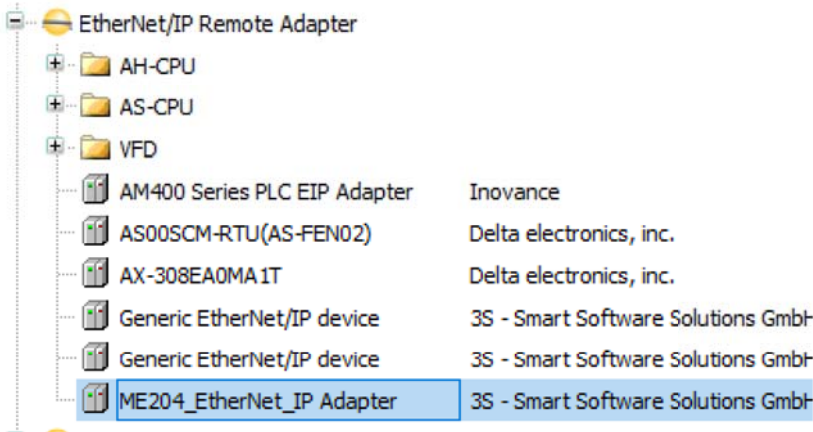 EtherNet/IP Remote Adapter
AH-CPU
AS-CPU
VFD
AM400 Series PLC EIP Adapter Inovance
AS00SCM-RTU(AS-FEN02) Delta electronics, inc.
AX-308EA0MA1T Delta electronics, inc.
Generic EtherNet/IP device 3S - Smart Software Solutions GmbH
Generic EtherNet/IP device 3S - Smart Software Solutions GmbH
ME204_EtherNet_IP Adapter 3S - Smart Software Solutions GmbH